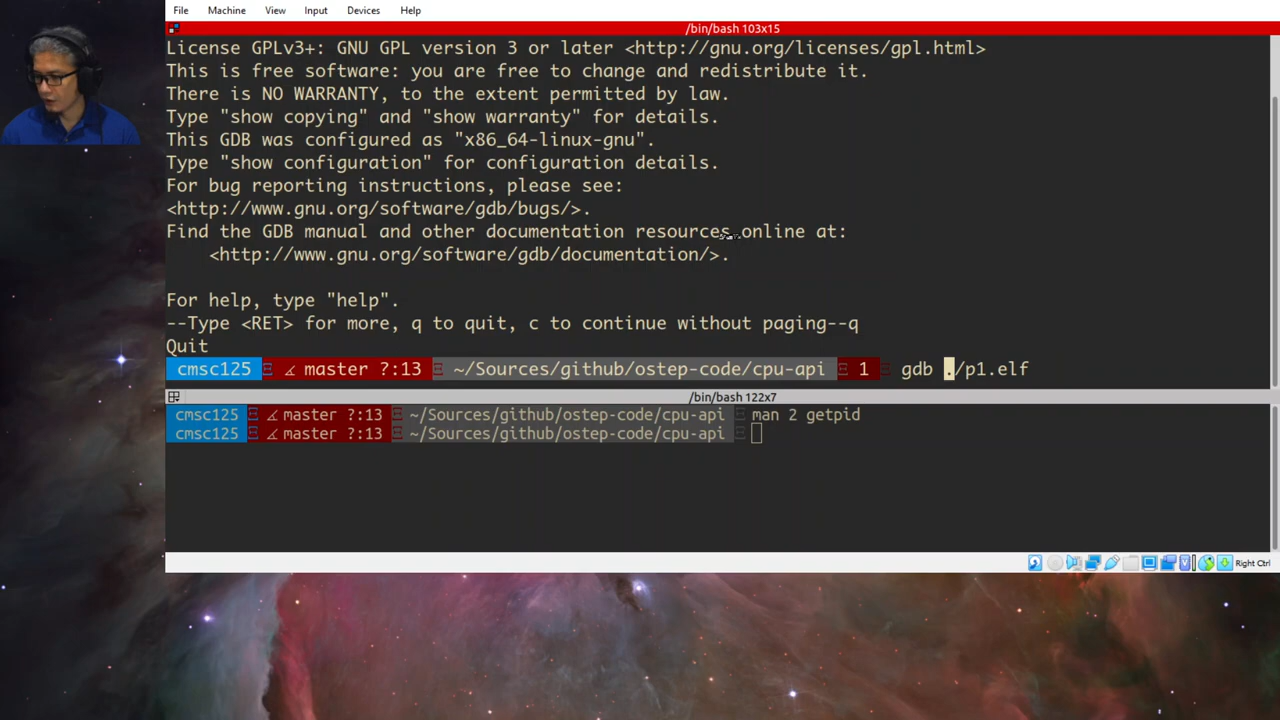 File Machine View Input Devices Help
/bin/bash 103x15
License GPLv3+: GNU GPL version 3 or later <http://gnu.org/licenses/gpl.html>
This is free software: you are free to change and redistribute it.
There is NO WARRANTY, to the extent permitted by law.
Type "show copying" and "show warranty" for details.
This GDB was configured as "x86_64-linux-gnu".
Type "show configuration" for configuration details.
For bug reporting instructions, please see:
<http://www.gnu.org/software/gdb/bugs/>.
Find the GDB manual and other documentation resources online at:
<http://www.gnu.org/software/gdb/documentation/>.
For help, type "help".
--Type <RET> for more, q to quit, c to continue without paging--q
Quit
cmsc125 master ?:13 ~/Sources/github/ostep-code/cpu-api 1 gdb ./p1.elf
/bin/bash 122x7
cmsc125 master ?:13 ~/Sources/github/ostep-code/cpu-api man 2 getpid
cmsc125 master ?:13 ~/Sources/github/ostep-code/cpu-api
Right Ctrl